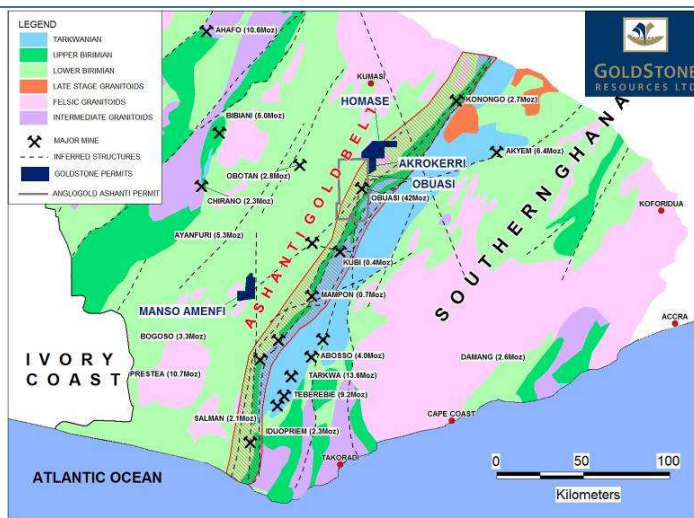 LEGEND
TARKWANIAN
UPPER BIRIMIAN
LOWER BIRIMIAN
LATE STAGE GRANITOIDS
FELSIC GRANITOIDS
INTERMEDIATE GRANITOIDS
MAJOR MINE
INFERRED STRUCTURES
GOLDSTONE PERMITS
ANGLOGOLD ASHANTI PERMIT
GOLDSTONE
RESOURCES LTD
AHAFO (10.6Moz)
KUMASI
HOMASE
KONONGO (2.7Moz)
BIBIANI (5.0Moz)
AKYEM (6.4Moz)
OBOTAN (2.8Moz)
AKROKERRI
OBUASI
OBUASI (42Moz)
CHIRANO (2.3Moz)
KOFORIDUA
AYANFURI (5.3Moz)
ASHANTI GOLD BELT
SOUTHERN GHANA
KUBI (0.4Moz)
MANSO AMENFI
MAMPON (0.7Moz)
ACCRA
BOGOSO (3.3Moz)
IVORY
COAST
ABOSSO (4.0Moz)
DAMANG (2.6Moz)
PRESTEA (10.7Moz)
TARKWA (13.6Moz)
TEBEREBIE (9.2Moz)
SALMAN (2.1Moz)
CAPE COAST
IDUOPRIEM (2.3Moz)
TAKORADI
ATLANTIC OCEAN
0 50 100
Kilometers